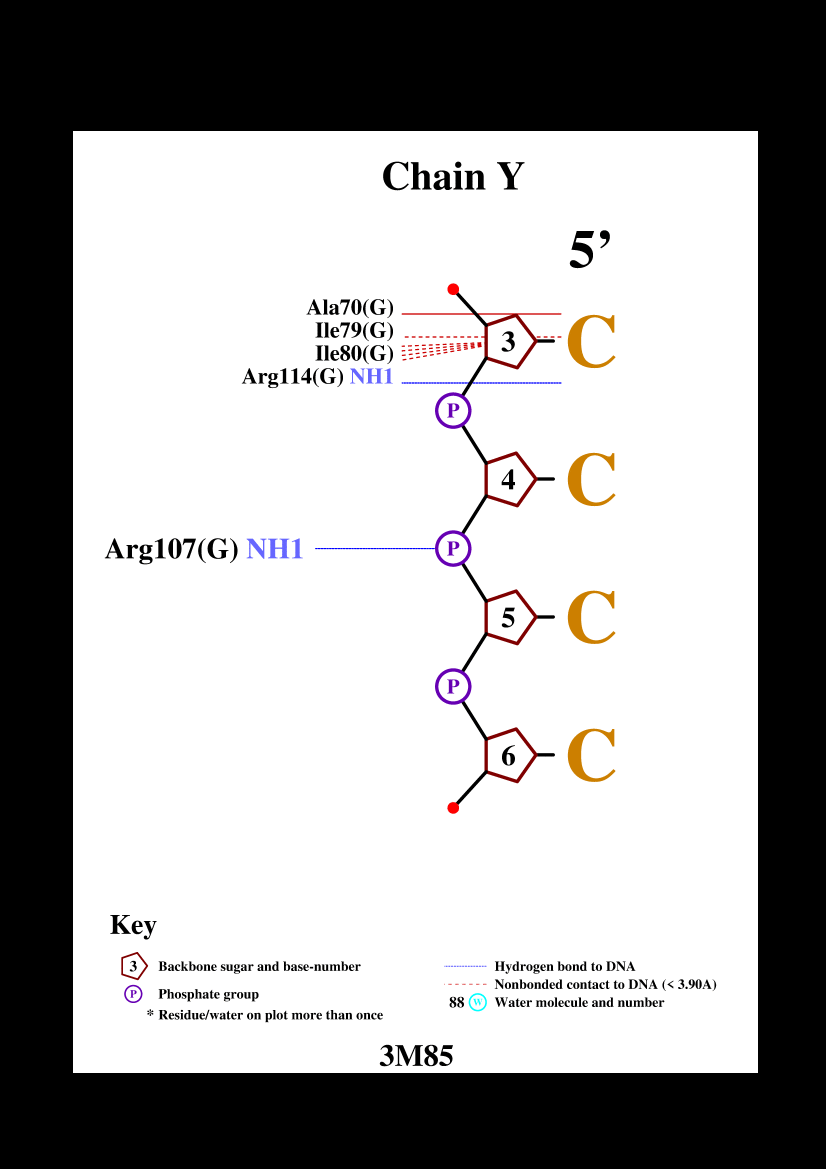 Chain Y
5’
Ala70(G)
Ile79(G)
3 C
Ile80(G)
Arg114(G) NH1
P
4 C
Arg107(G) NH1 P
5 C
P
6 C
Key
3 Backbone sugar and base-number
P Phosphate group
* Residue/water on plot more than once
Hydrogen bond to DNA
Nonbonded contact to DNA (< 3.90A)
88 W Water molecule and number
3M85